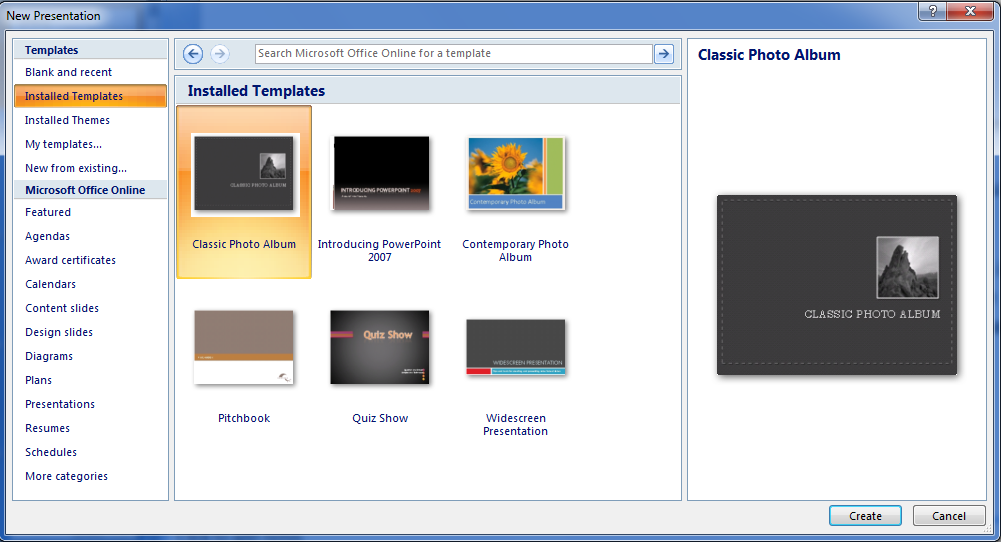 New Presentation
?
Templates
Blank and recent
Installed Templates
Installed Themes
My templates...
New from existing...
Microsoft Office Online
Featured
Agendas
Award certificates
Calendars
Content slides
Design slides
Diagrams
Plans
Presentations
Resumes
Schedules
More categories
Search Microsoft Office Online for a template
Installed Templates
CLASSIC PHOTO ALBUM
Classic Photo Album
INTRODUCING POWERPOINT 2007
Introducing PowerPoint
2007
Contemporary Photo Album
Contemporary Photo
Album
Pitchbook
Quiz Show
Quiz Show
WIDESCREEN PRESENTATION
Widescreen
Presentation
Classic Photo Album
CLASSIC PHOTO ALBUM
Create
Cancel